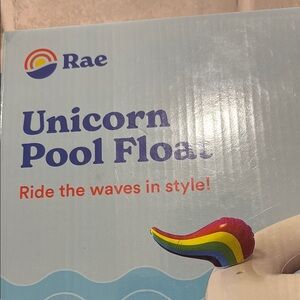 Rae
Unicorn
Pool Float
Ride the waves in style!